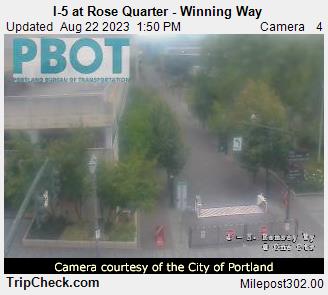 I-5 at Rose Quarter - Winning Way
Updated Aug 22 2023 1:50 PM Camera 4
PBOT
PORTLAND BUREAU OF TRANSPORTATION
Camera courtesy of the City of Portland
TripCheck.com Milepost302.00